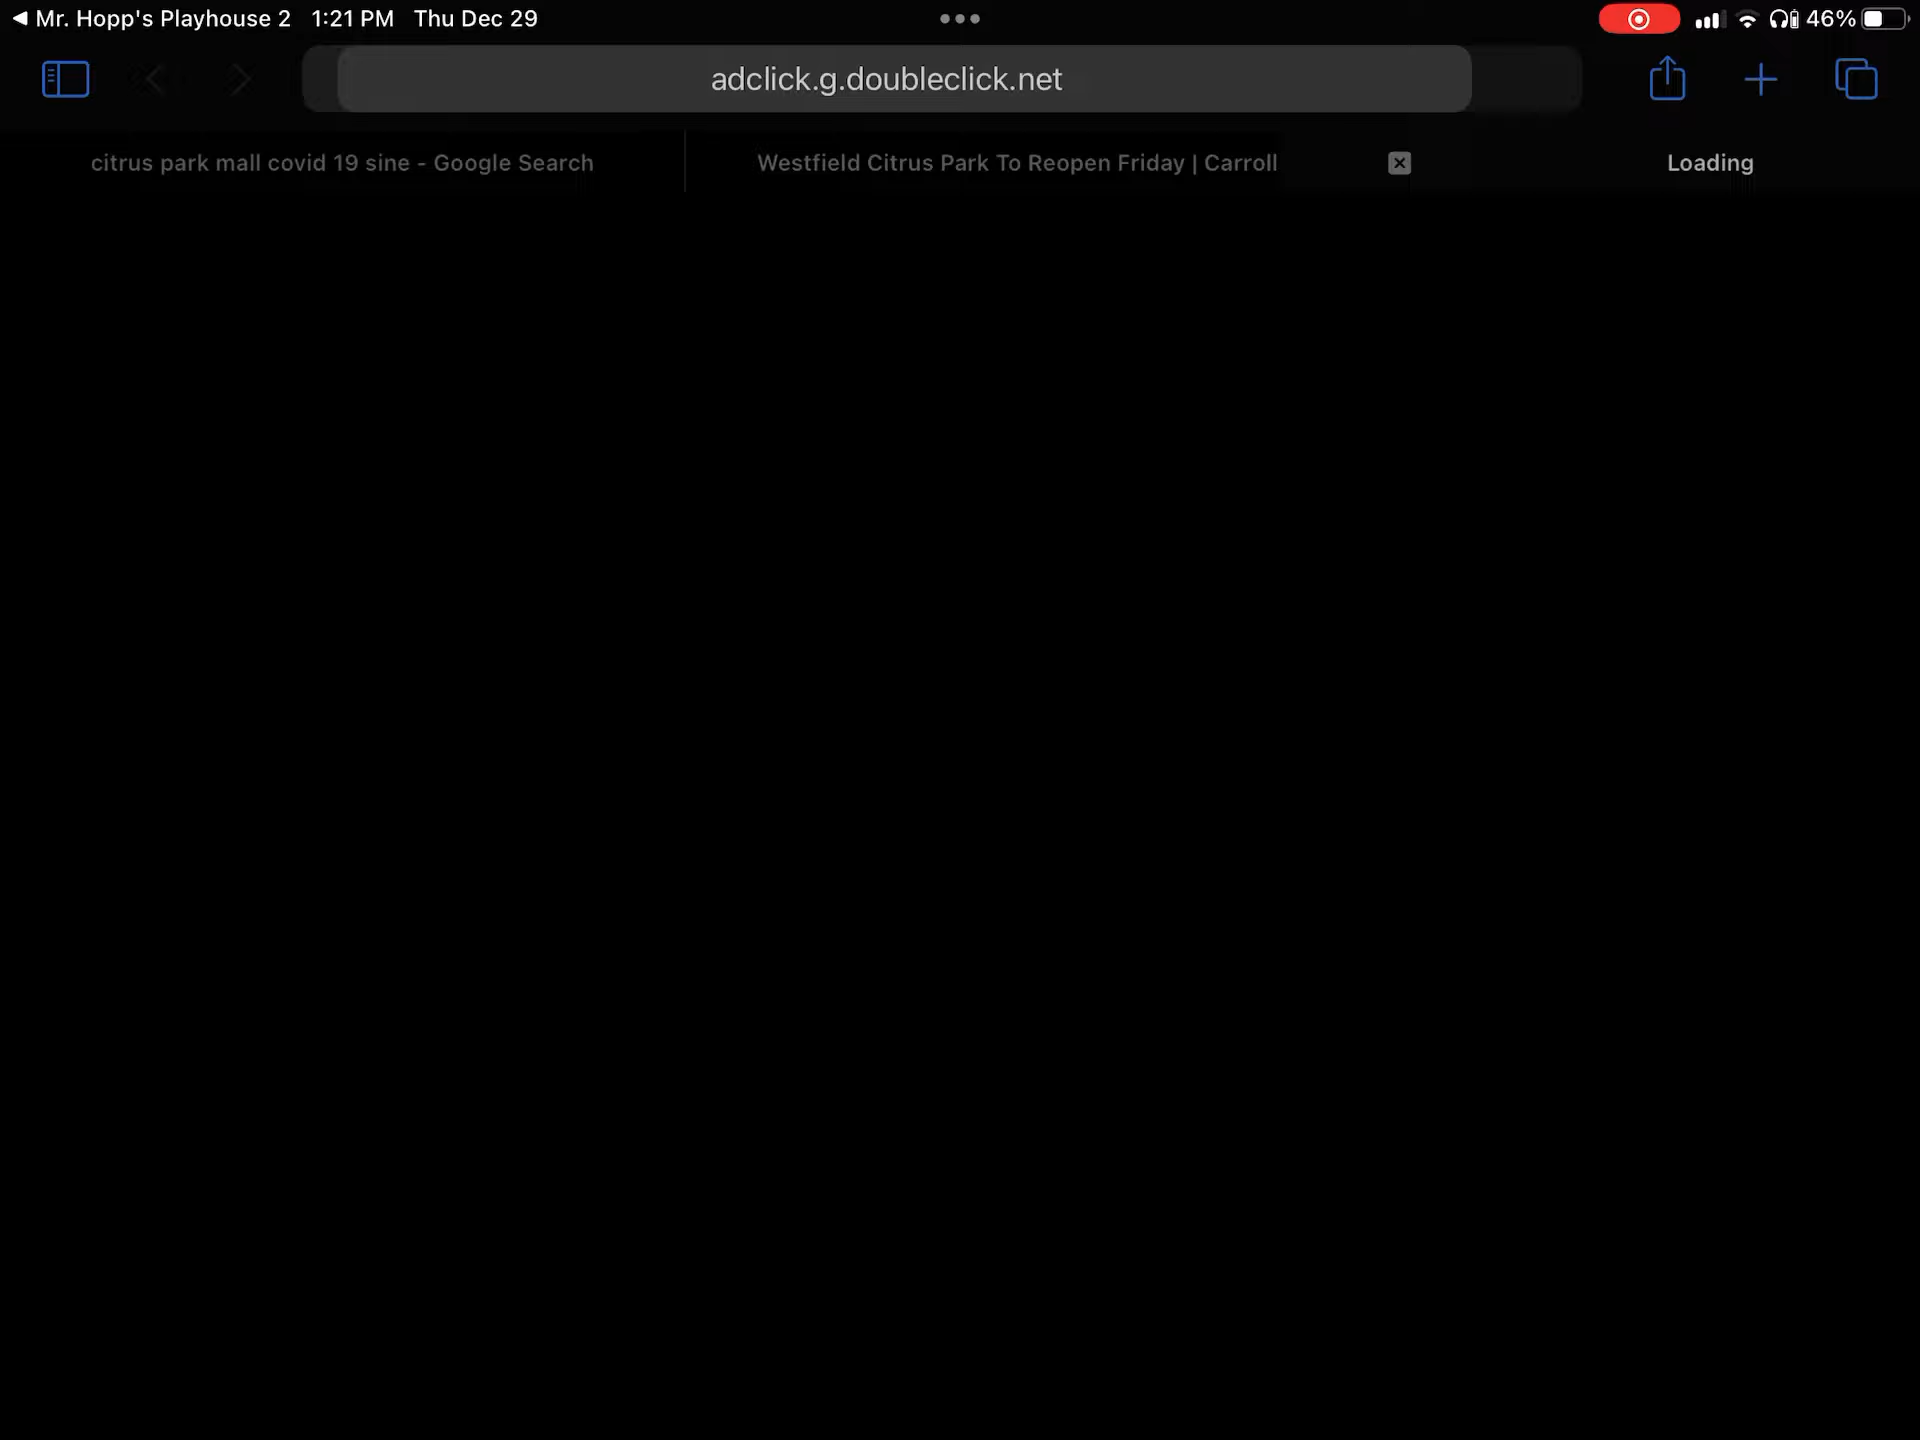 Mr. Hopp's Playhouse 2 1:21 PM Thu Dec 29 46%
adclick.g.doubleclick.net
citrus park mall covid 19 sine - Google Search Westfield Citrus Park To Reopen Friday | Carroll Loading